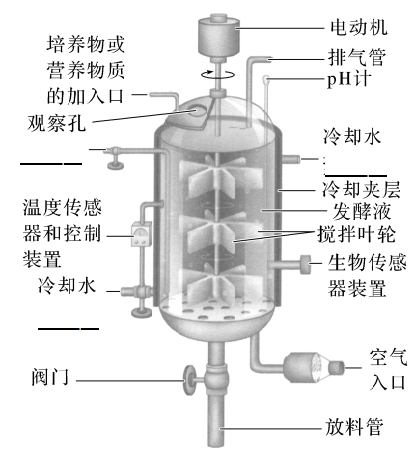 电动机
培养物或
营养物质
的加入口
排气管
pH计
观察孔
冷却水
冷却夹层
发酵液
搅拌叶轮
温度传感
器和控制
装置
冷却水
生物传感
器装置
空气
入口
阀门
放料管